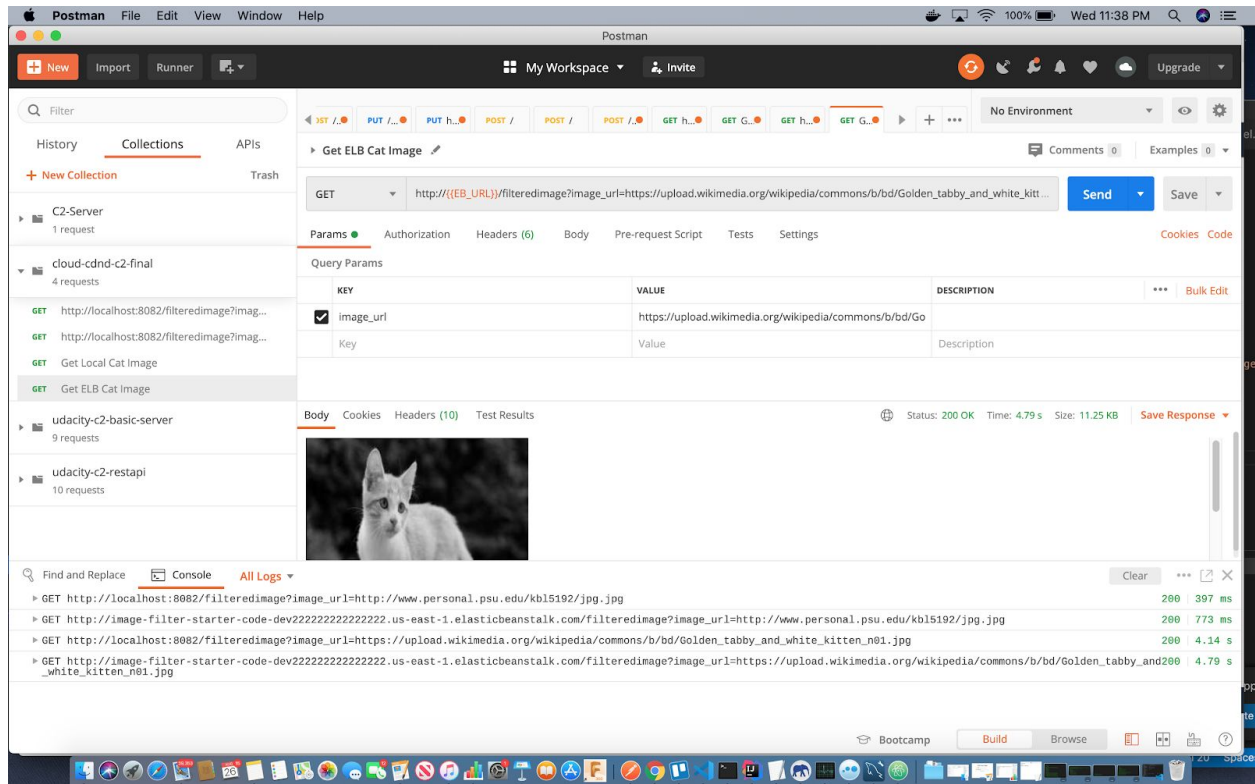 Postman File Edit View Window Help 100% Wed 11:38 PM
Postman
New Import Runner My Workspace Invite Upgrade
Filter
History Collections APIs
+ New Collection Trash
C2-Server
1 request
cloud-cdnd-c2-final
4 requests
GET http://localhost:8082/filteredimage?imag...
GET http://localhost:8082/filteredimage?imag...
GET Get Local Cat Image
GET Get ELB Cat Image
udacity-c2-basic-server
9 requests
udacity-c2-restapi
10 requests
OST /.. PUT /... PUT h... POST / POST / POST /.. GET h... GET G... GET h... GET G... + ••• No Environment
Get ELB Cat Image Comments 0 Examples 0
GET http://{{EB_URL}}/filteredimage?image_url=https://upload.wikimedia.org/wikipedia/commons/b/bd/Golden_tabby_and_white_kitt... Send Save
Params Authorization Headers (6) Body Pre-request Script Tests Settings Cookies Code
Query Params
KEY VALUE DESCRIPTION ••• Bulk Edit
image_url https://upload.wikimedia.org/wikipedia/commons/b/bd/Go
Key Value Description
Body Cookies Headers (10) Test Results Status: 200 OK Time: 4.79 s Size: 11.25 KB Save Response
Find and Replace Console All Logs Clear •••
GET http://localhost:8082/filteredimage?image_url=http://www.personal.psu.edu/kbl5192/jpg.jpg 200 397 ms
GET http://image-filter-starter-code-dev222222222222222.us-east-1.elasticbeanstalk.com/filteredimage?image_url=http://www.personal.psu.edu/kbl5192/jpg.jpg 200 773 ms
GET http://localhost:8082/filteredimage?image_url=https://upload.wikimedia.org/wikipedia/commons/b/bd/Golden_tabby_and_white_kitten_n01.jpg 200 4.14 s
GET http://image-filter-starter-code-dev222222222222222.us-east-1.elasticbeanstalk.com/filteredimage?image_url=https://upload.wikimedia.org/wikipedia/commons/b/bd/Golden_tabby_and 200 4.79 s
_white_kitten_n01.jpg
Bootcamp Build Browse